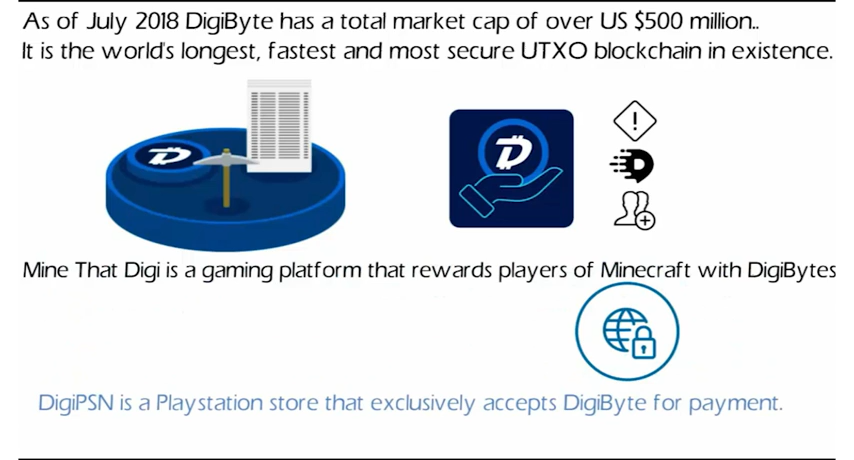 As of July 2018 DigiByte has a total market cap of over US $500 million..
It is the world's longest, fastest and most secure UTXO blockchain in existence.
Mine That Digi is a gaming platform that rewards players of Minecraft with DigiBytes
DigiPSN is a Playstation store that exclusively accepts DigiByte for payment.